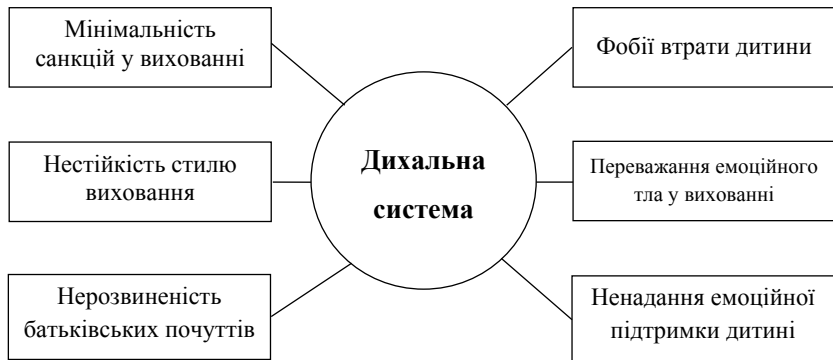 Мінімальність
санкцій у вихованні
Нестійкість стилю
виховання
Нерозвиненість
батьківських почуттів
Дихальна
система
Фобії втрати дитини
Переважання емоційного
тла у вихованні
Ненадання емоційної
підтримки дитині